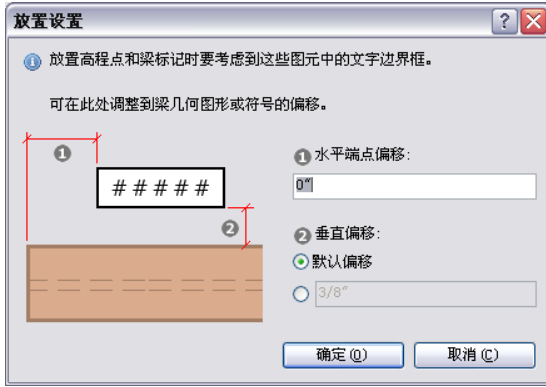 放置设置
放置高程点和梁标记时要考虑到这些图元中的文字边界框。
可在此处调整到梁几何图形或符号的偏移。
1
# # # # #
2
1 水平端点偏移:
0"
2 垂直偏移:
默认偏移
3/8"
确定(O) 取消(C)